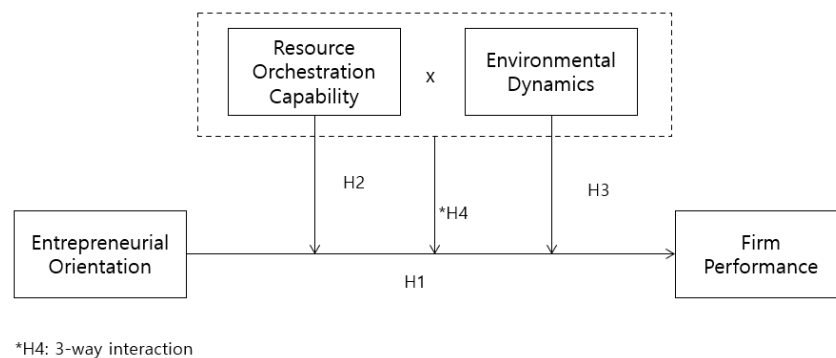 Resource
Orchestration
Capability
x
Environmental
Dynamics
H2
*H4
H3
Entrepreneurial
Orientation
H1
Firm
Performance
*H4: 3-way interaction